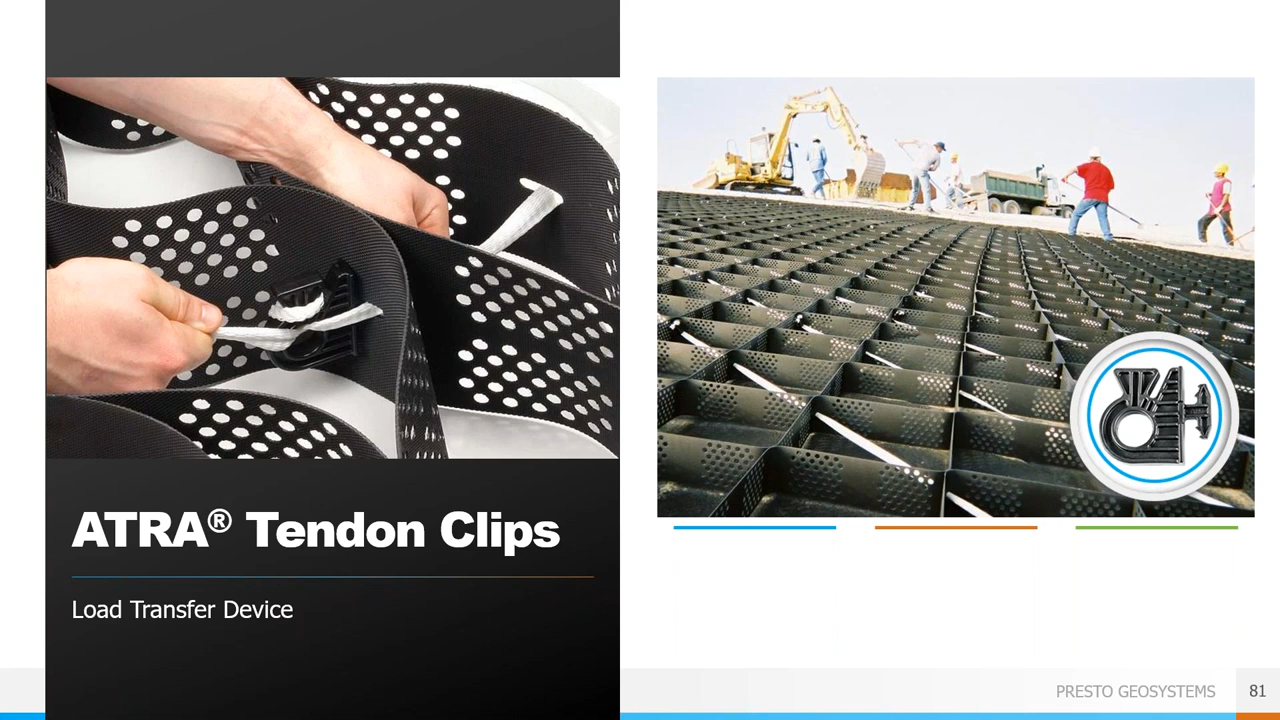 ATRA® Tendon Clips
Load Transfer Device
PRESTO GEOSYSTEMS
81